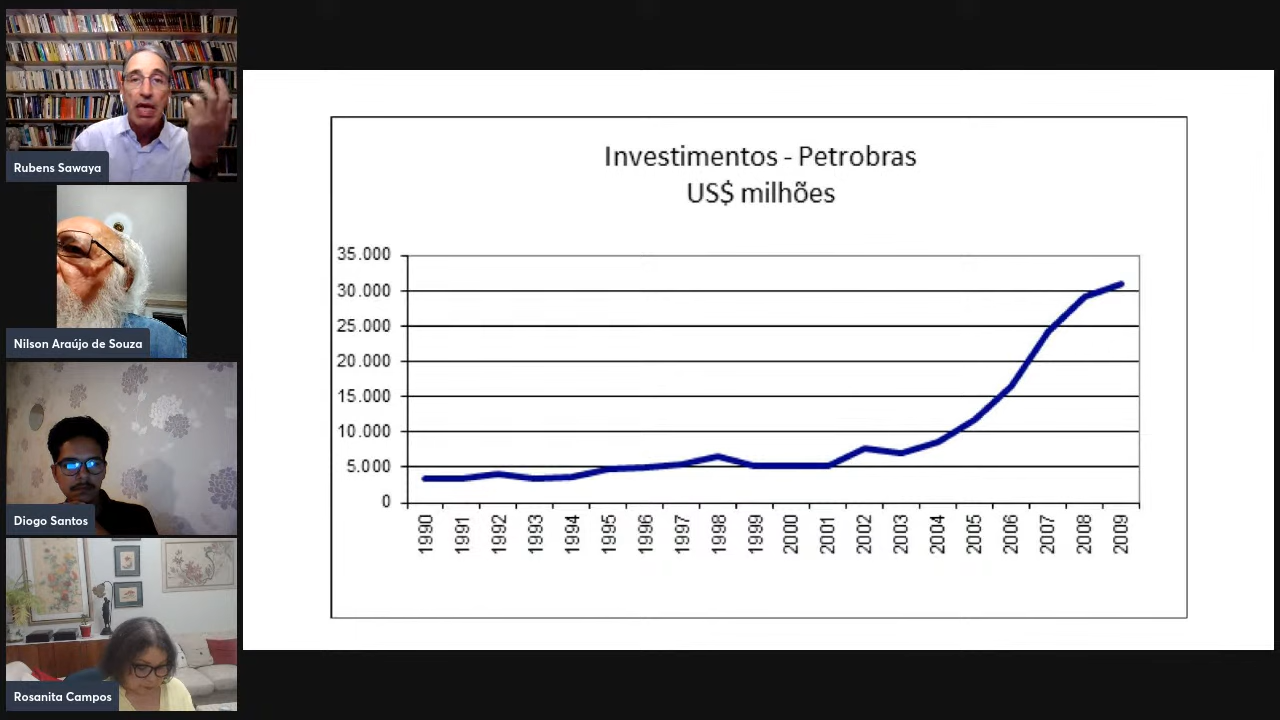 Rubens Sawaya
Nilson Araújo de Souza
Diogo Santos
Rosanita Campos
Investimentos - Petrobras
US$ milhões
35.000
30.000
25.000
20.000
15.000
10.000
5.000
0
1990 1991 1992 1993 1994 1995 1996 1997 1998 1999 2000 2001 2002 2003 2004 2005 2006 2007 2008 2009